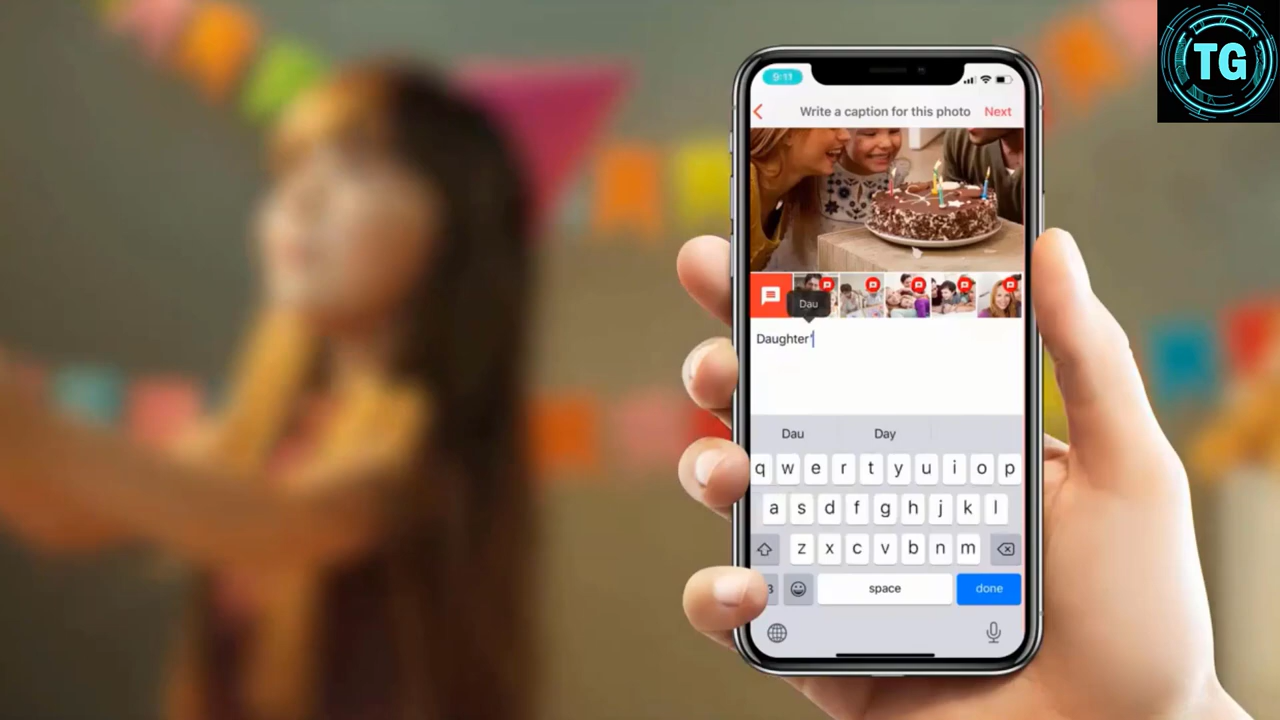 TG
9:11
Write a caption for this photo Next
Dau
Daughter'
Dau Day
q w e r t y u i o p
a s d f g h j k l
z x c v b n m
space done